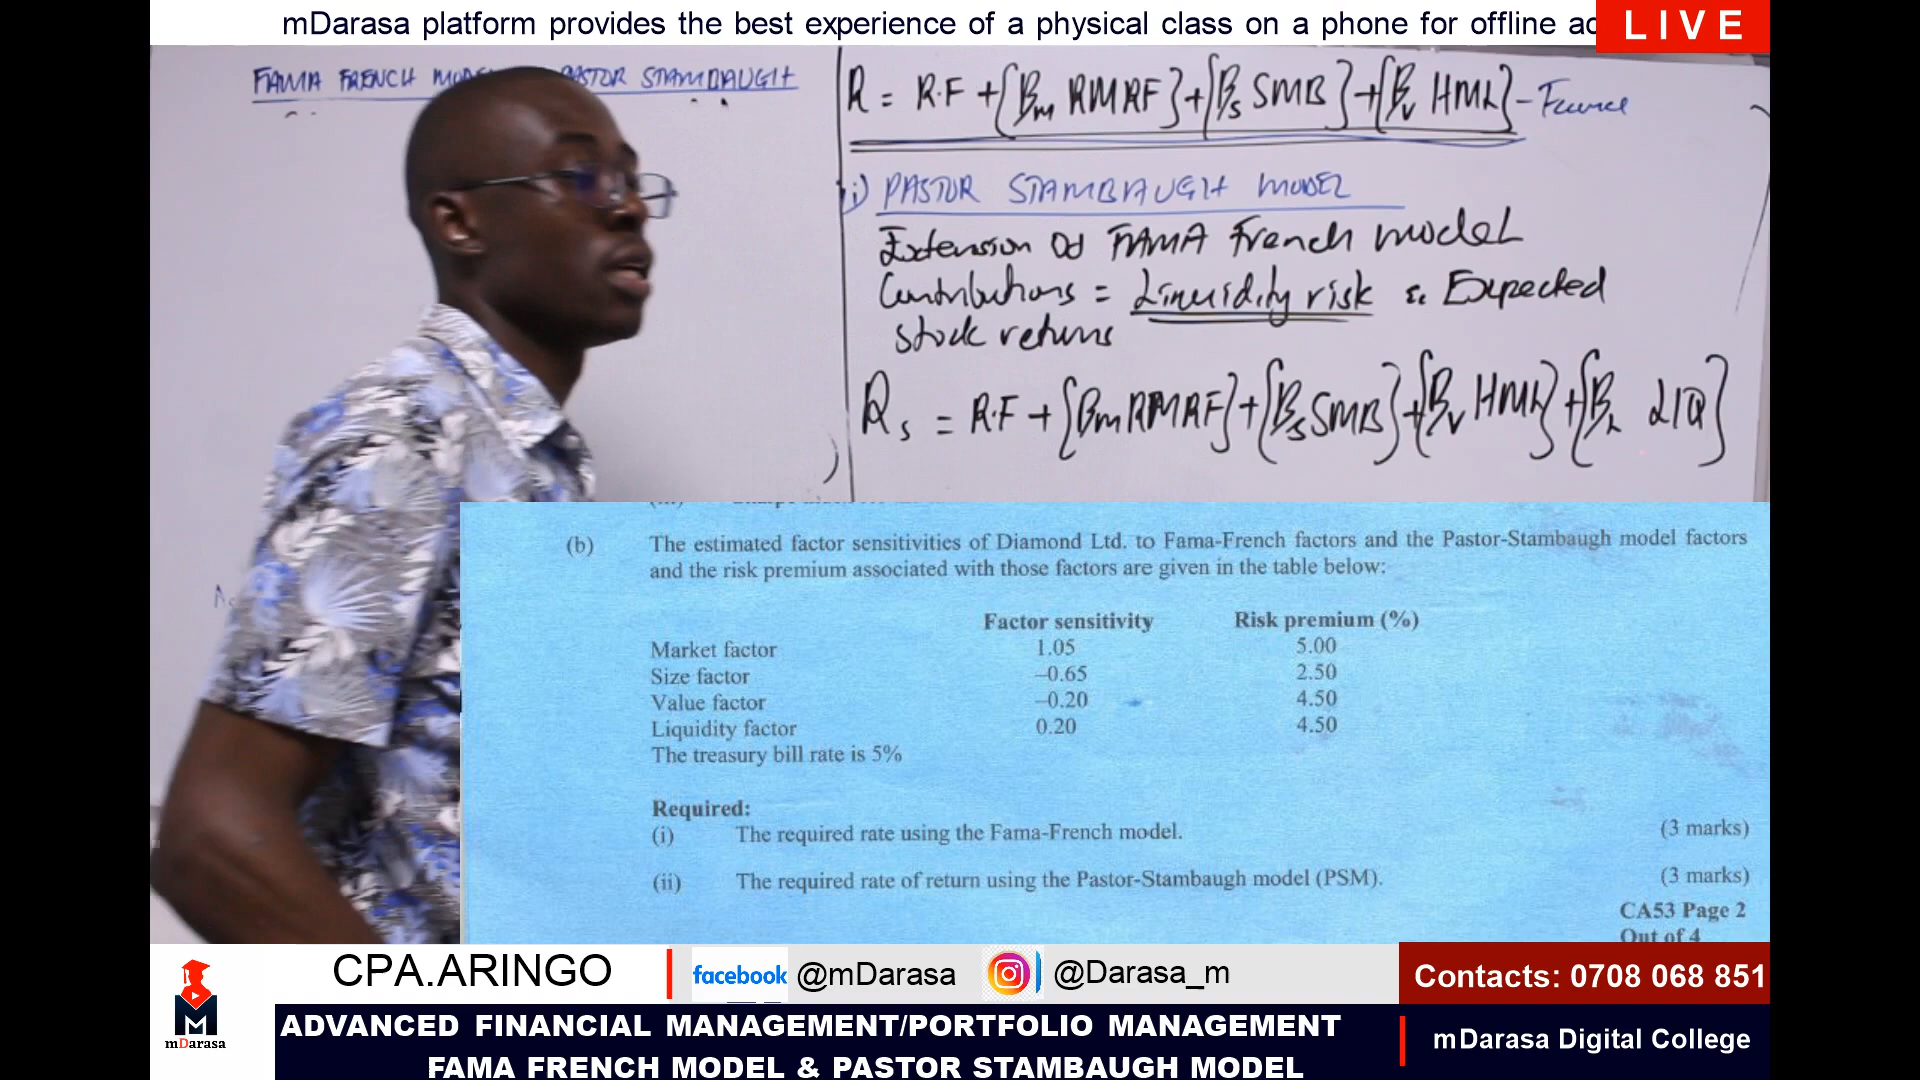 mDarasa platform provides the best experience of a physical class on a phone for offline ac
LIVE
FAMA FRENCH PASTOR STAMBAUGH
R = R.F + {Bm RMRF} + {Bs SMB} + {Bv HML} -
i) PASTOR STAMBAUGH MODEL
Extension Of FAMA French model
Contributions = Liquidity risk & Expected
stock returns
Rs = R.F + {Bm RMRF} + {Bs SMB} + {Bv HML} + {BL LIQ}
(b) The estimated factor sensitivities of Diamond Ltd. to Fama-French factors and the Pastor-Stambaugh model factors
and the risk premium associated with those factors are given in the table below:
Factor sensitivity Risk premium (%)
Market factor 1.05 5.00
Size factor –0.65 2.50
Value factor –0.20 4.50
Liquidity factor 0.20 4.50
The treasury bill rate is 5%
Required:
(i) The required rate using the Fama-French model. (3 marks)
(ii) The required rate of return using the Pastor-Stambaugh model (PSM). (3 marks)
CA53 Page 2
Out of 4
CPA.ARINGO
facebook @mDarasa
@Darasa_m
Contacts: 0708 068 851
mDarasa
ADVANCED FINANCIAL MANAGEMENT/PORTFOLIO MANAGEMENT
FAMA FRENCH MODEL & PASTOR STAMBAUGH MODEL
mDarasa Digital College